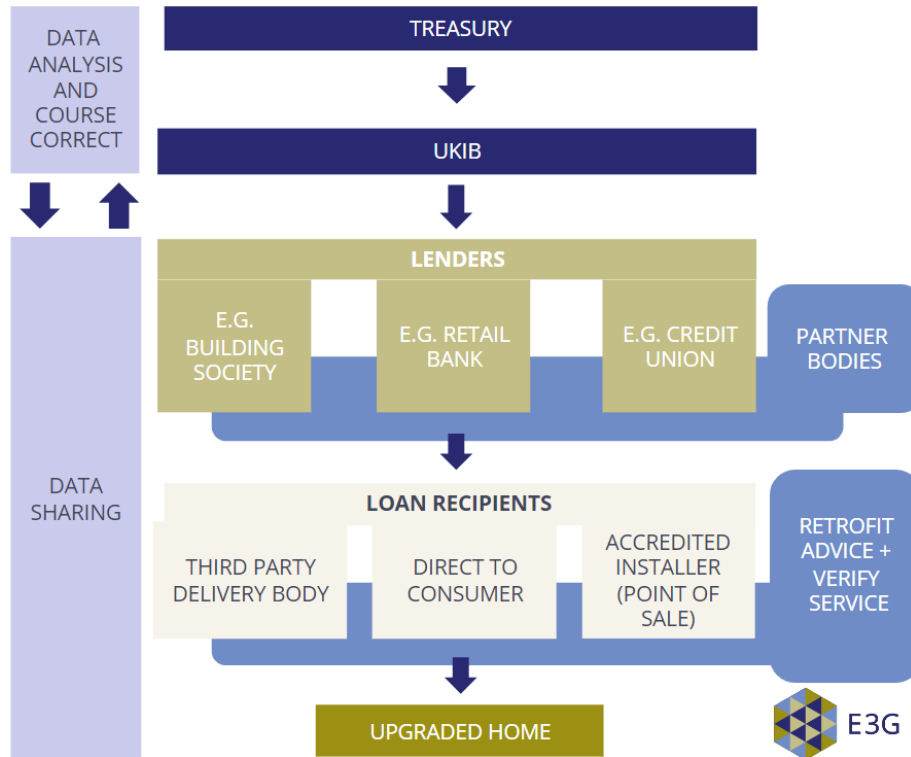 DATA
ANALYSIS
AND
COURSE
CORRECT
TREASURY
UKIB
LENDERS
E.G.
BUILDING
SOCIETY
E.G. RETAIL
BANK
E.G. CREDIT
UNION
PARTNER
BODIES
DATA
SHARING
LOAN RECIPIENTS
THIRD PARTY
DELIVERY BODY
DIRECT TO
CONSUMER
ACCREDITED
INSTALLER
(POINT OF
SALE)
RETROFIT
ADVICE +
VERIFY
SERVICE
UPGRADED HOME
E3G